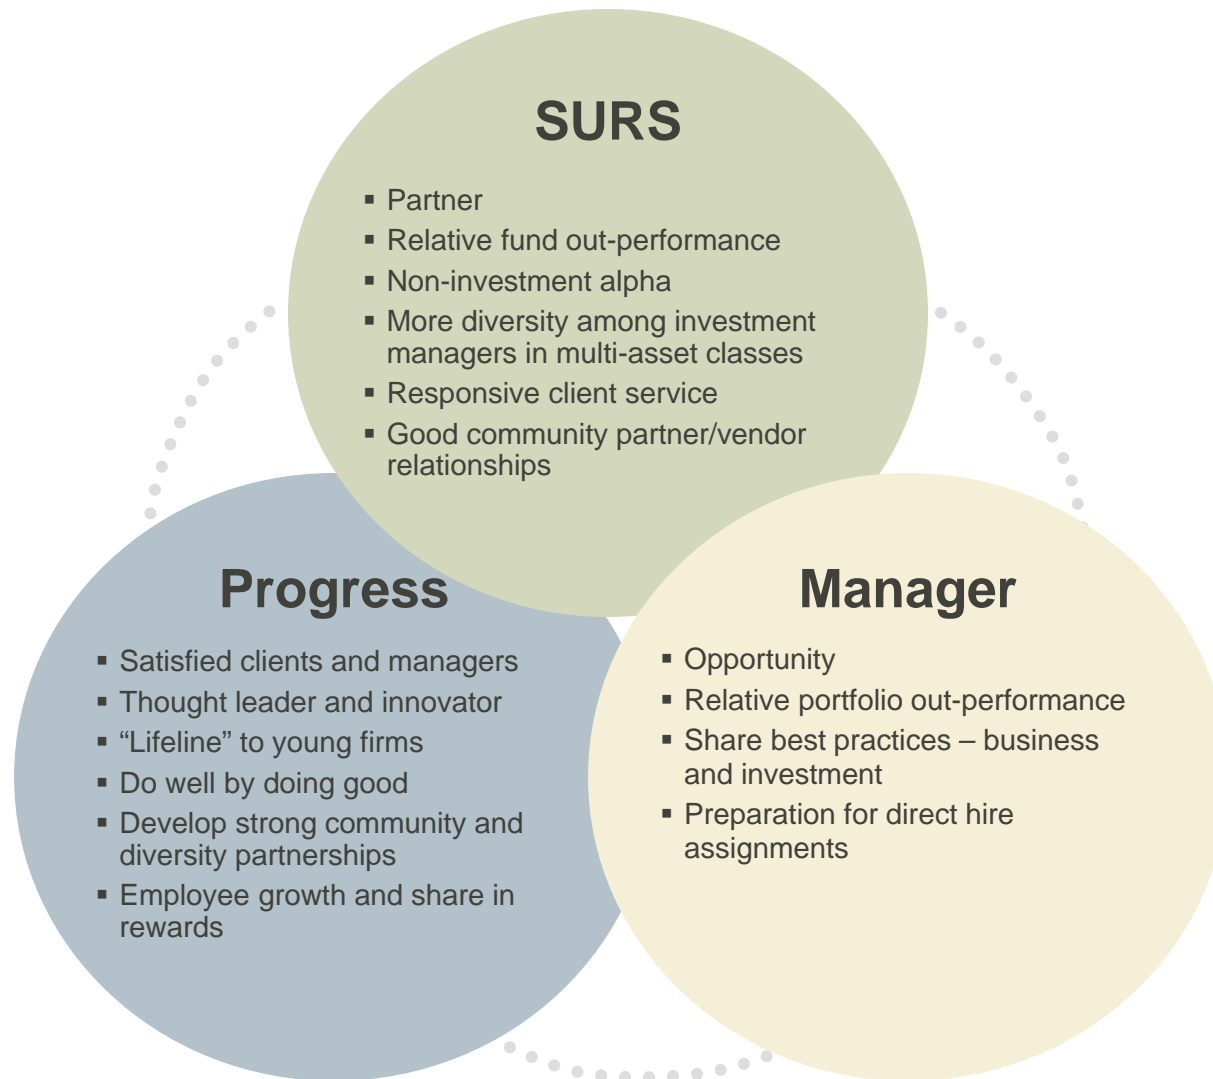 SURS
▪ Partner
▪ Relative fund out-performance
▪ Non-investment alpha
▪ More diversity among investment
managers in multi-asset classes
▪ Responsive client service
▪ Good community partner/vendor
relationships
Progress
▪ Satisfied clients and managers
▪ Thought leader and innovator
▪ “Lifeline” to young firms
▪ Do well by doing good
▪ Develop strong community and
diversity partnerships
▪ Employee growth and share in
rewards
Manager
▪ Opportunity
▪ Relative portfolio out-performance
▪ Share best practices – business
and investment
▪ Preparation for direct hire
assignments